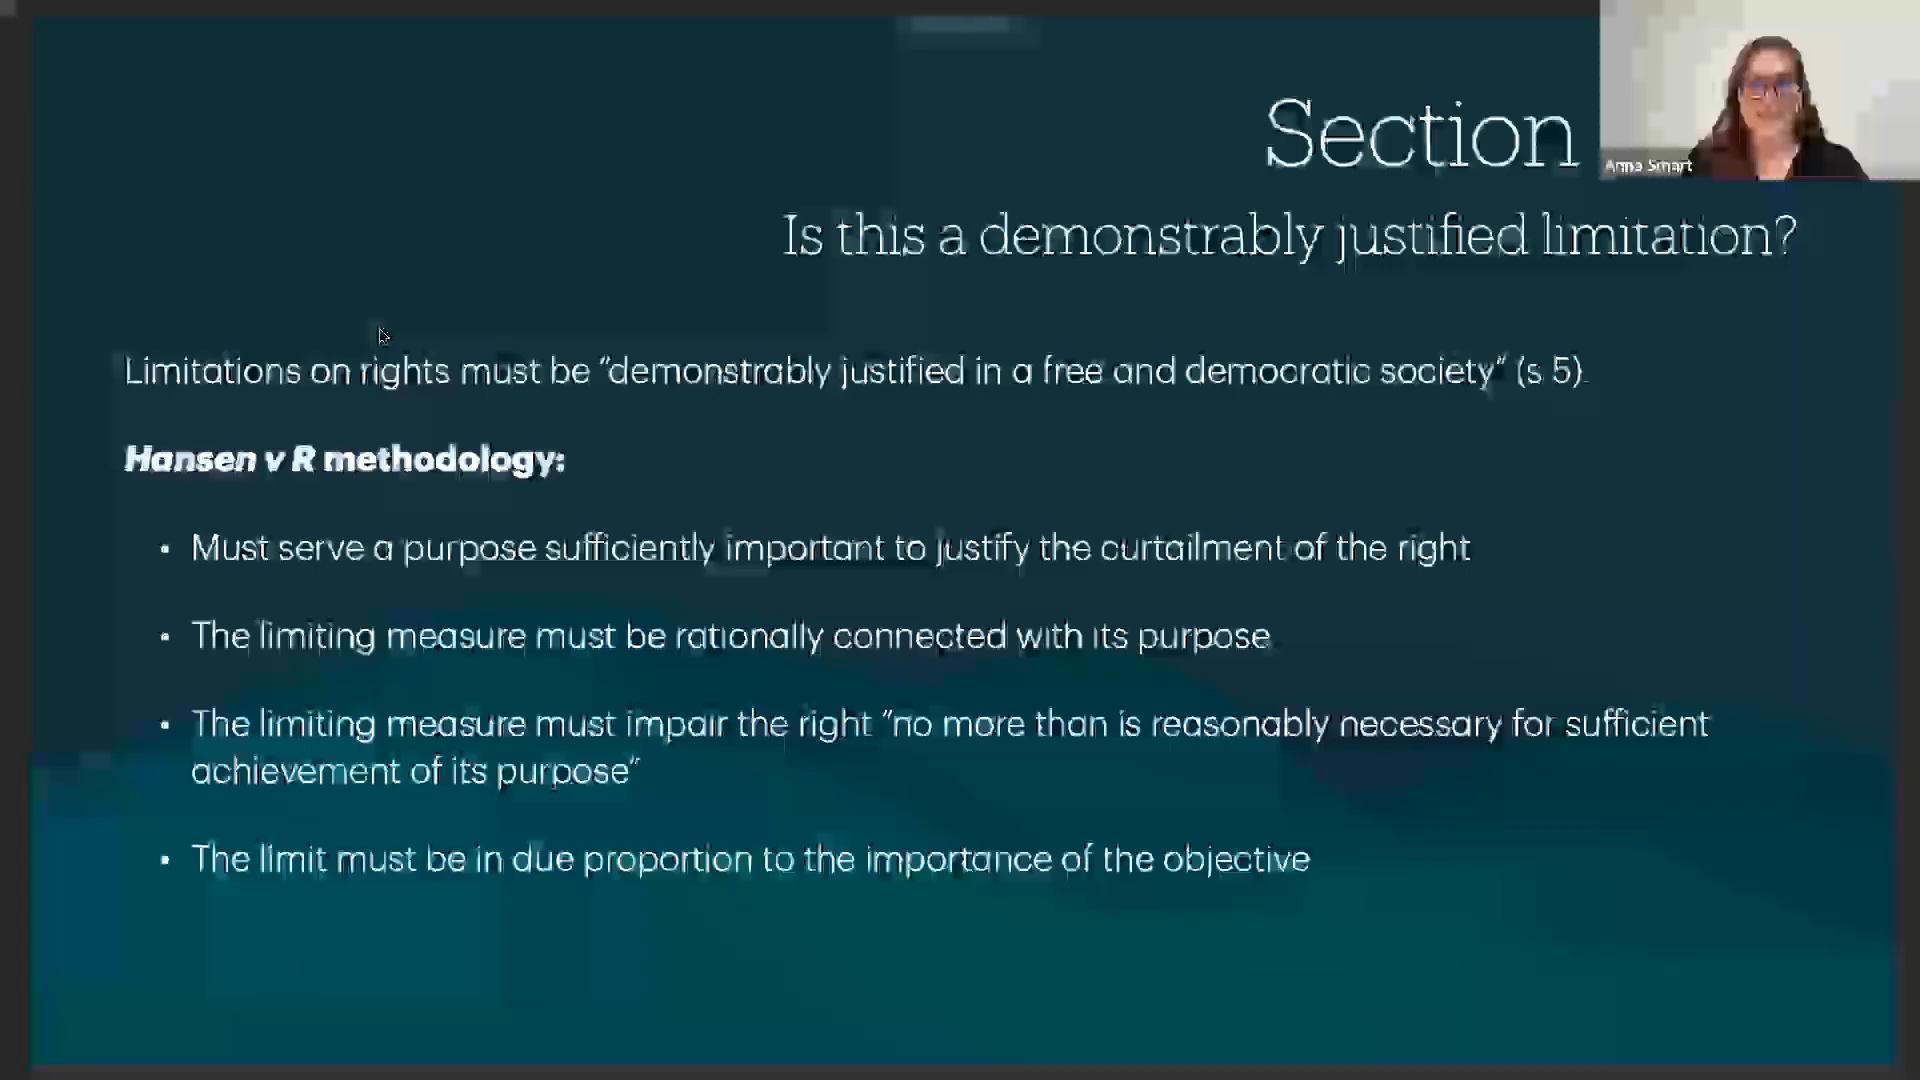 Section
Anna Smart
Is this a demonstrably justified limitation?
Limitations on rights must be “demonstrably justified in a free and democratic society” (s 5).
Hansen v R methodology:
• Must serve a purpose sufficiently important to justify the curtailment of the right
• The limiting measure must be rationally connected with its purpose
• The limiting measure must impair the right “no more than is reasonably necessary for sufficient
achievement of its purpose”
• The limit must be in due proportion to the importance of the objective